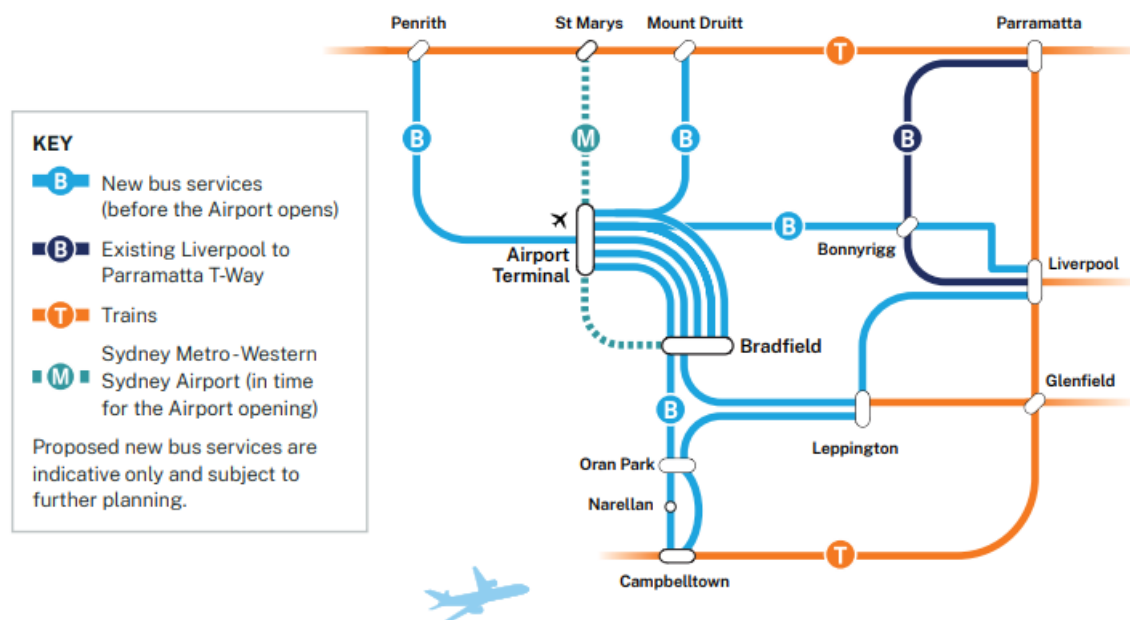 Penrith
St Marys
Mount Druitt
Parramatta
T
KEY
B
New bus services
(before the Airport opens)
B
Existing Liverpool to
Parramatta T-Way
T
Trains
M
Sydney Metro - Western
Sydney Airport (in time
for the Airport opening)
Proposed new bus services are
indicative only and subject to
further planning.
B
M
B
B
B
Airport
Terminal
Bonnyrigg
Liverpool
Bradfield
Glenfield
B
Leppington
Oran Park
Narellan
T
Campbelltown